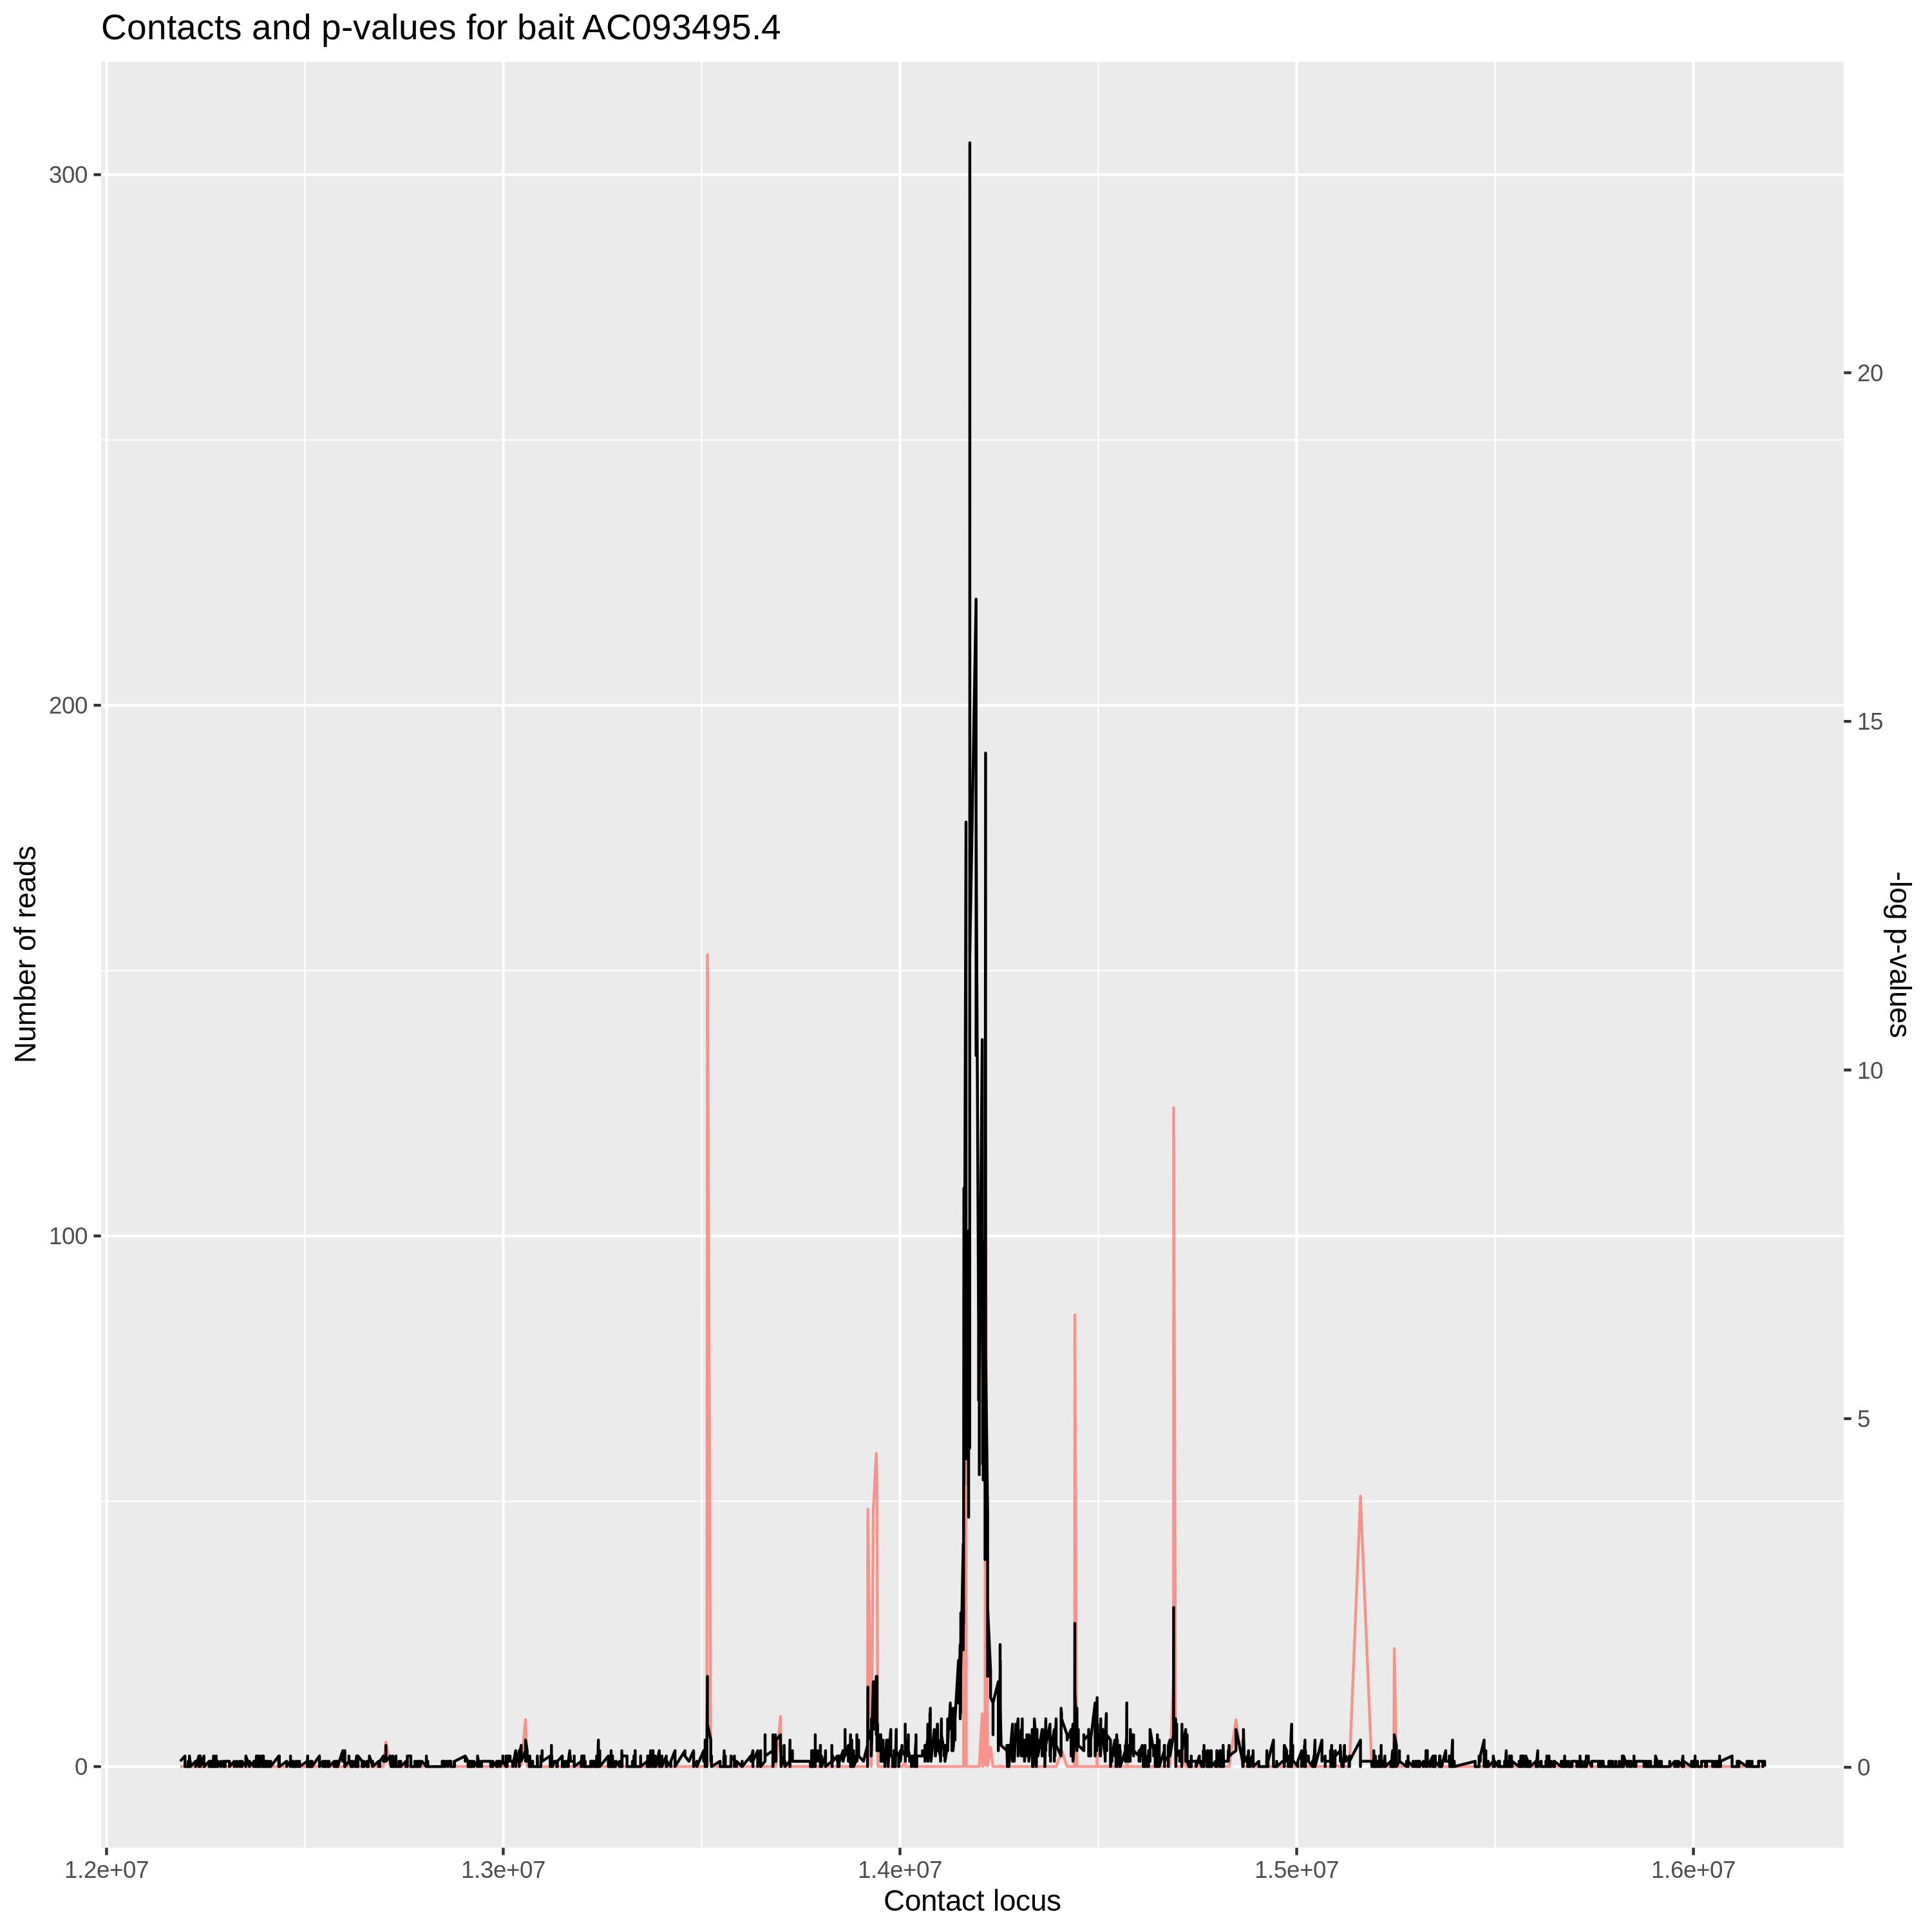 Contacts and p-values for bait AC093495.4
300
200
100
0
Number of reads
20
15
10
5
0
-log p-values
1.2e+07
1.3e+07
1.4e+07
1.5e+07
1.6e+07
Contact locus